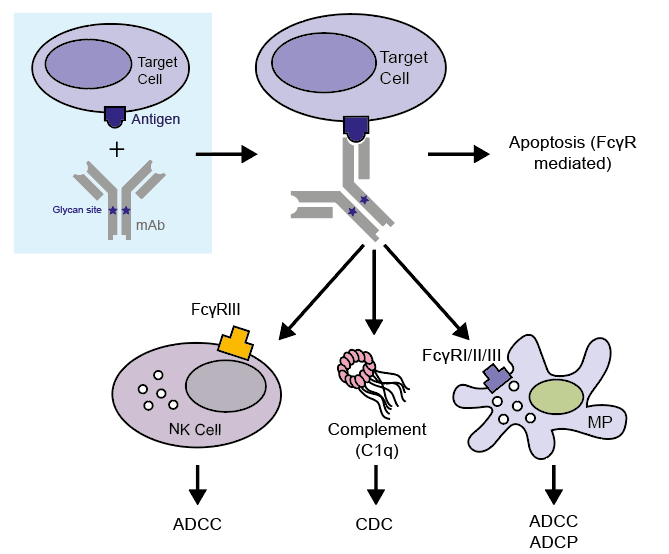 Target
Cell
Antigen
+
Glycan site
mAb
Target
Cell
Apoptosis (FcγR
mediated)
FcγRIII
NK Cell
ADCC
Complement
(C1q)
CDC
FcγRI/II/III
MP
ADCC
ADCP